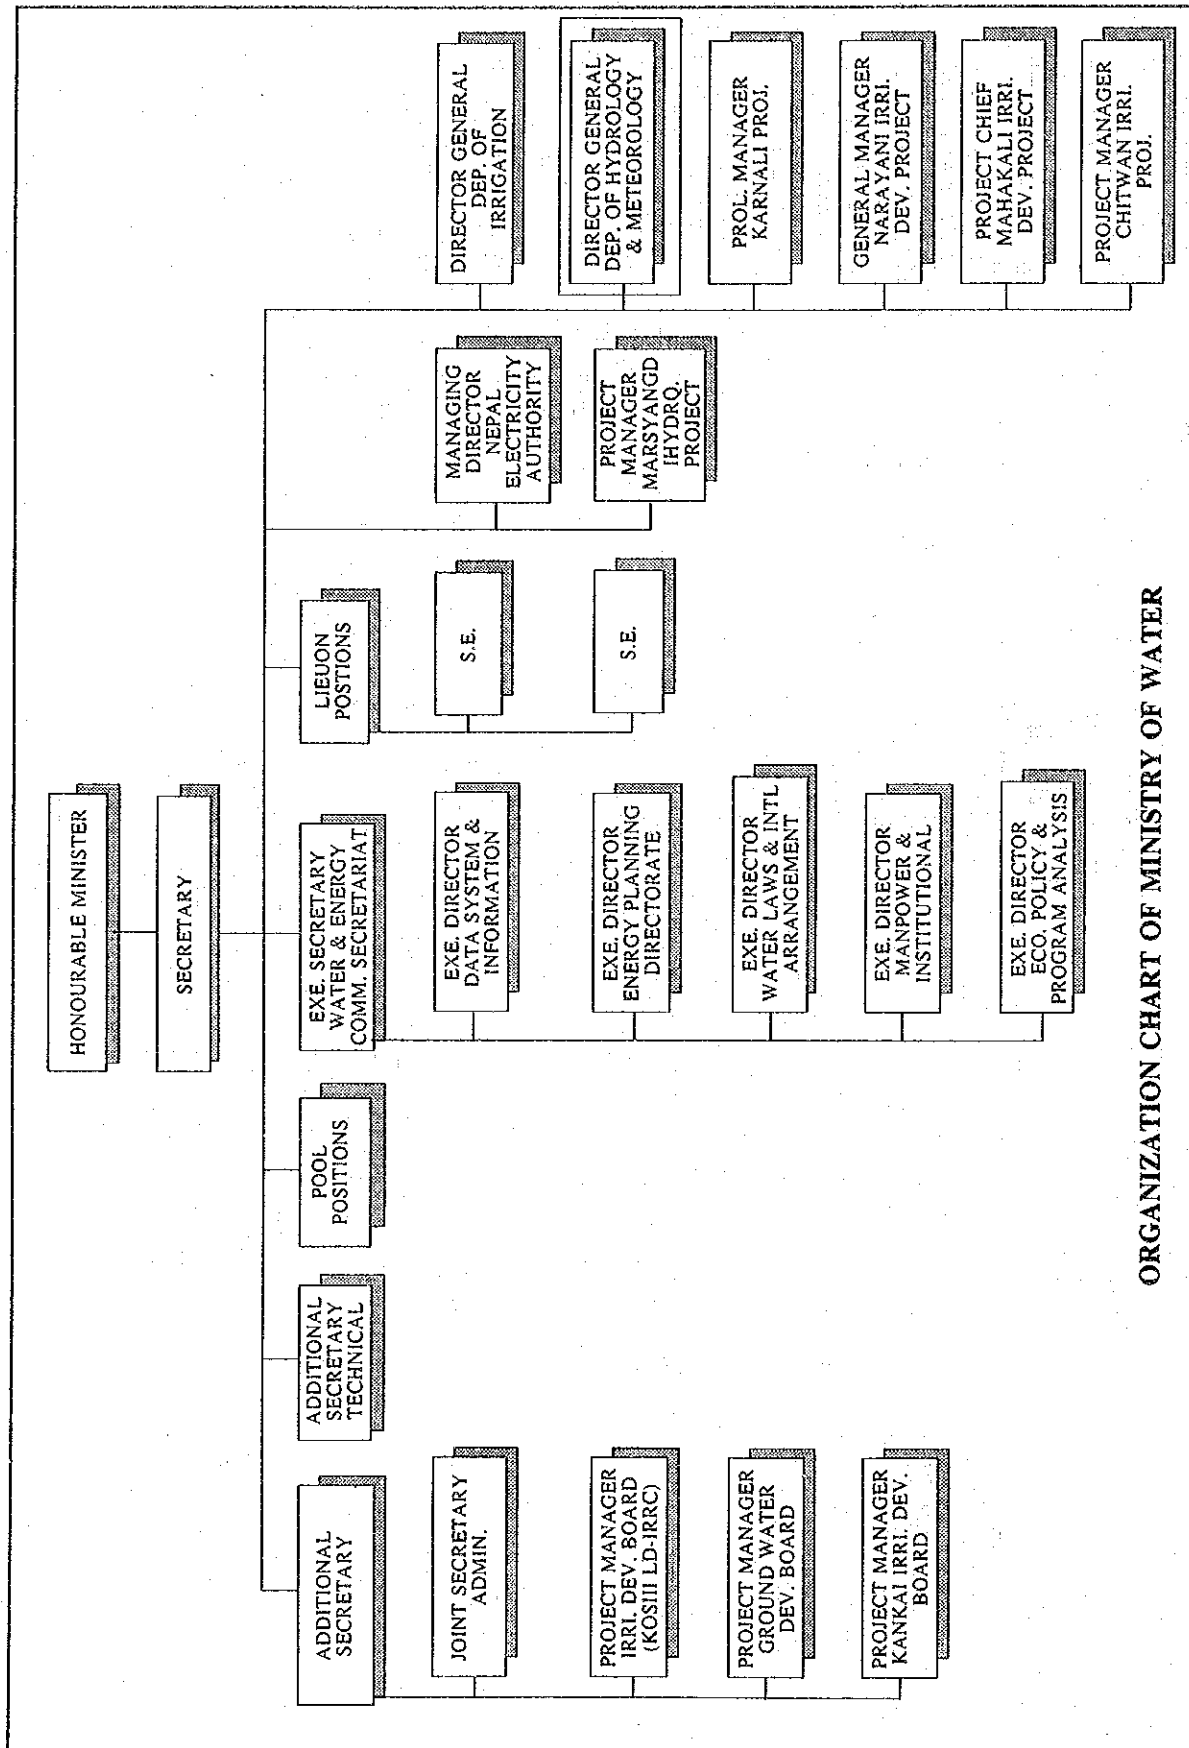 HONOURABLE MINISTER
SECRETARY
ADDITIONAL
SECRETARY
ADDITIONAL
SECRETARY
TECHNICAL
POOL
POSITIONS
EXE. SECRETARY
WATER & ENERGY
COMM. SECRETARIAT
LIEUON
POSTIONS
JOINT SECRETARY
ADMIN.
PROJECT MANAGER
IRRI. DEV. BOARD
(KOSIII LD-IRRC)
PROJECT MANAGER
GROUND WATER
DEV. BOARD
PROJECT MANAGER
KANKAI IRRI. DEV.
BOARD
EXE. DIRECTOR
DATA SYSTEM &
INFORMATION
EXE. DIRECTOR
ENERGY PLANNING
DIRECTORATE
EXE. DIRECTOR
WATER LAWS & INTL
ARRANGEMENT
EXE. DIRECTOR
MANPOWER &
INSTITUTIONAL
EXE. DIRECTOR
ECO. POLICY &
PROGRAM ANALYSIS
S.E.
S.E.
MANAGING
DIRECTOR
NEPAL
ELECTRICITY
AUTHORITY
PROJECT
MANAGER
MARSYANGD
IHYDRQ.
PROJECT
DIRECTOR GENERAL
DEP. OF
IRRIGATION
DIRECTOR GENERAL
DEP. OF HYDROLOGY
& METEOROLOGY
PROL. MANAGER
KARNALI PROJ.
GENERAL MANAGER
NARAYANI IRRI.
DEV. PROJECT
PROJECT CHIEF
MAHAKALI IRRI.
DEV. PROJECT
PROJECT MANAGER
CHITWAN IRRI.
PROJ.
ORGANIZATION CHART OF MINISTRY OF WATER